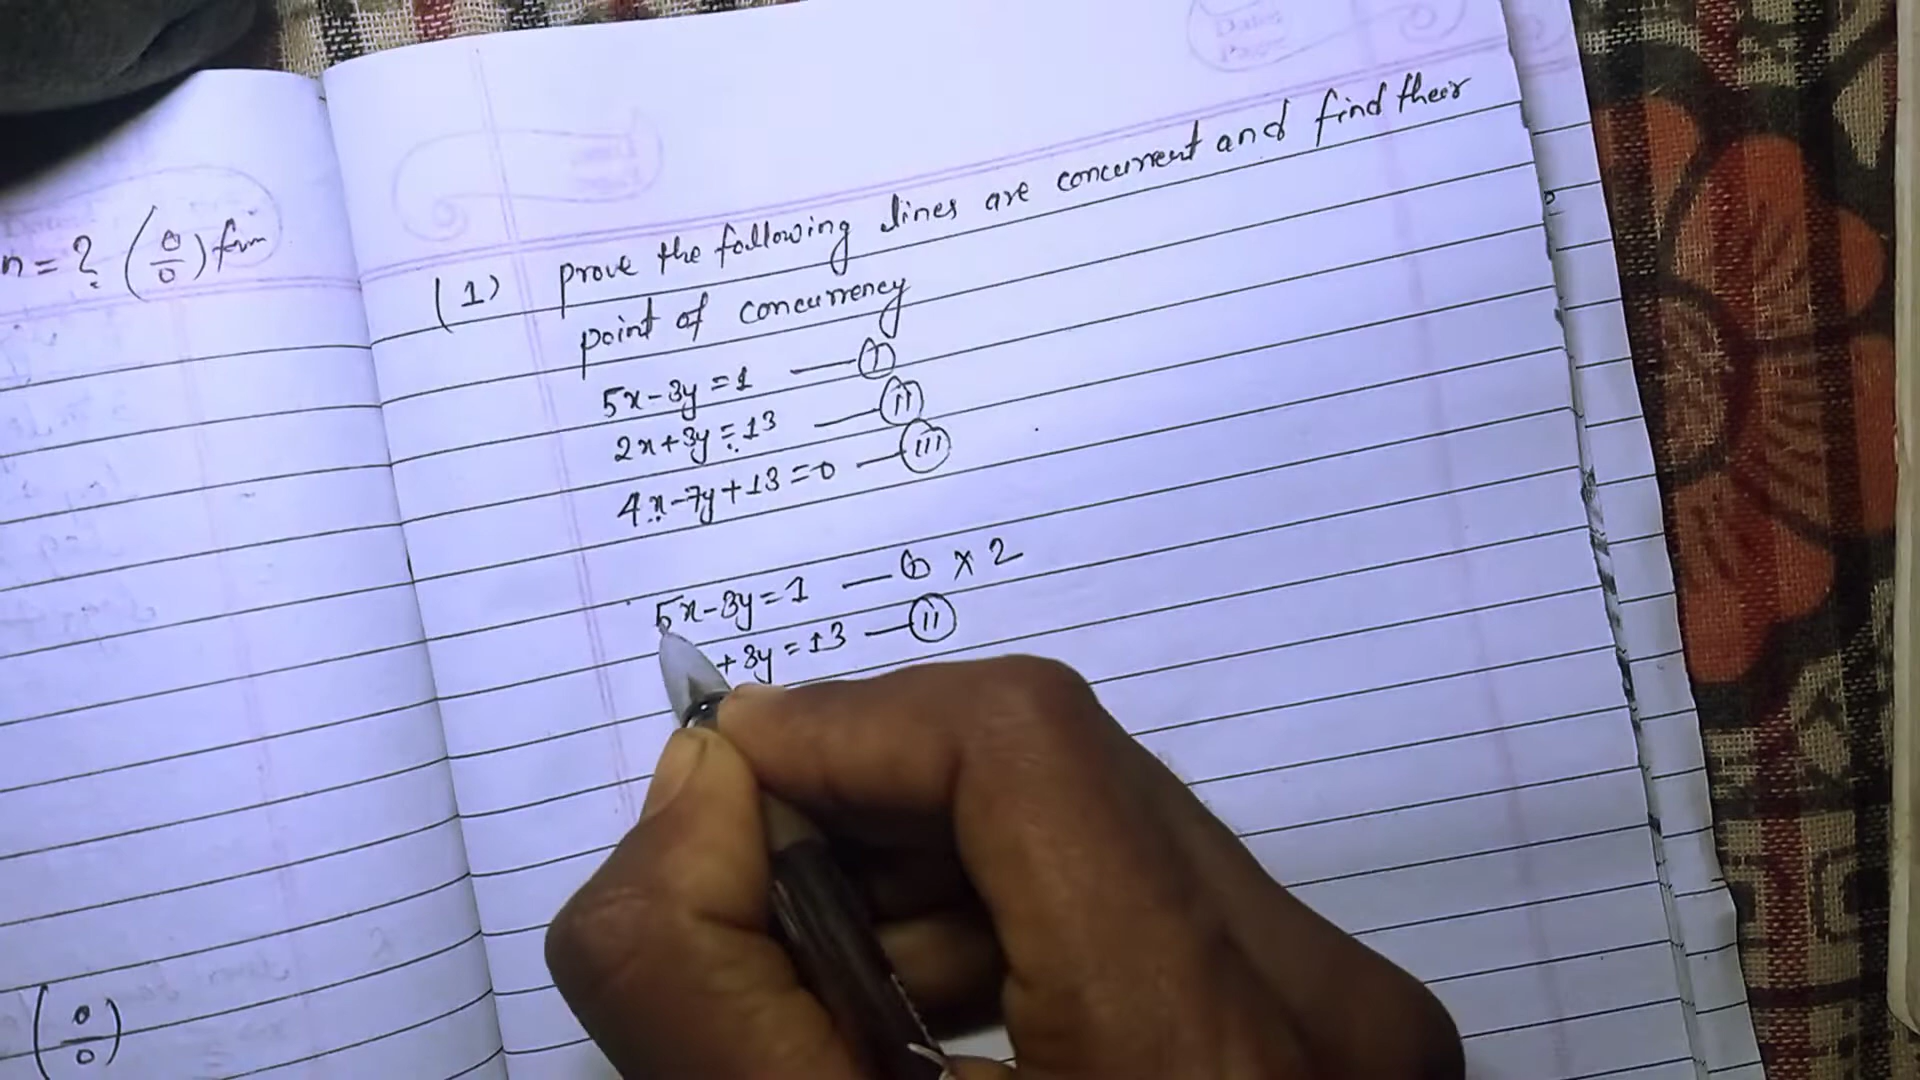 n = ? (0/0) form
(0/0)
(1) prove the following lines are concurrent and find their
point of concurrency
5x - 3y = 1 — (i)
2x + 3y = 13 — (ii)
4x - 7y + 13 = 0 — (iii)
5x - 3y = 1 — (i) × 2
+ 3y = 13 — (ii)